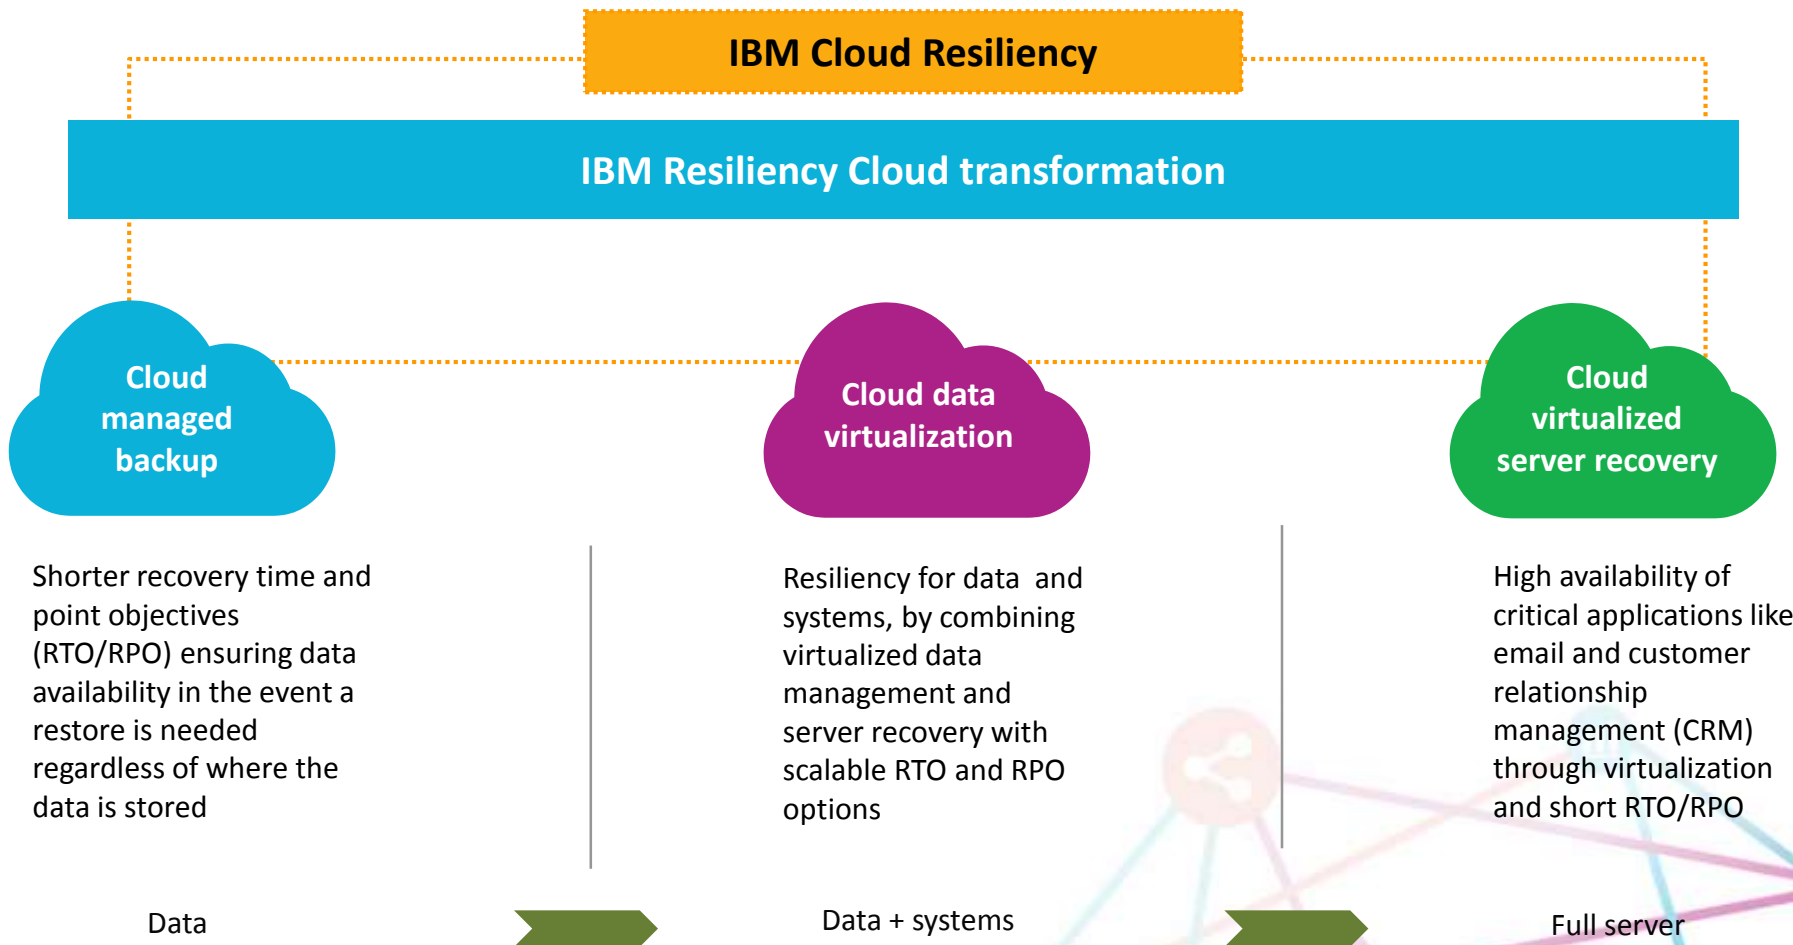 IBM Cloud Resiliency
IBM Resiliency Cloud transformation
Cloud
managed
backup
Cloud data
virtualization
Cloud
virtualized
server recovery
Shorter recovery time and
point objectives
(RTO/RPO) ensuring data
availability in the event a
restore is needed
regardless of where the
data is stored
Resiliency for data  and
systems, by combining
virtualized data
management and
server recovery with
scalable RTO and RPO
options
High availability of
critical applications like
email and customer
relationship
management (CRM)
through virtualization
and short RTO/RPO
Data
Data + systems
Full server